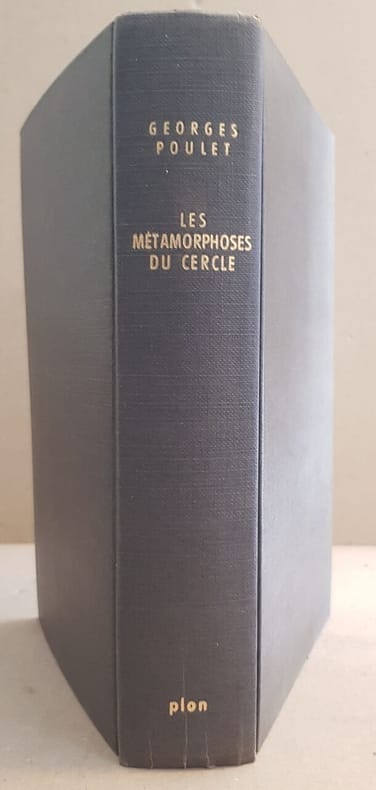 GEORGES
POULET
LES
MÉTAMORPHOSES
DU CERCLE
plon